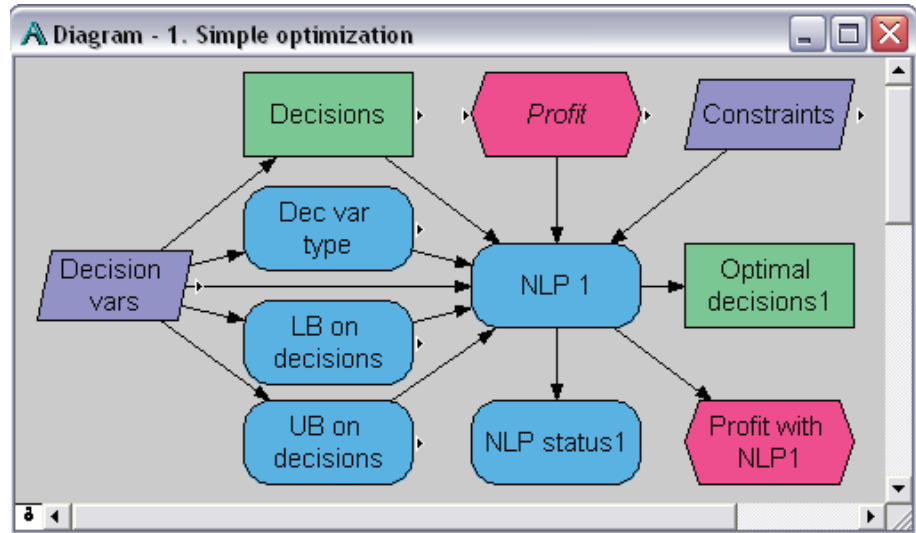 Diagram - 1. Simple optimization
Decisions
Profit
Constraints
Dec var
type
Decision
vars
NLP 1
Optimal
decisions1
LB on
decisions
UB on
decisions
NLP status1
Profit with
NLP1